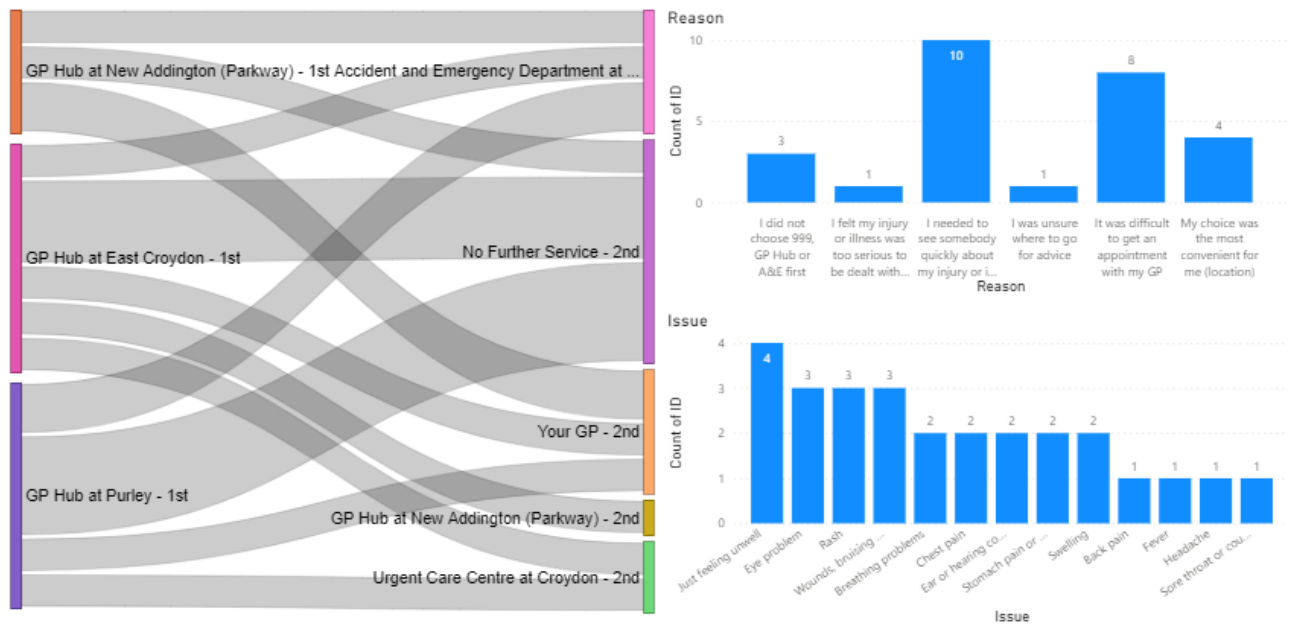 GP Hub at New Addington (Parkway) - 1st
Accident and Emergency Department at ...
GP Hub at East Croydon - 1st
No Further Service - 2nd
Your GP - 2nd
GP Hub at Purley - 1st
GP Hub at New Addington (Parkway) - 2nd
Urgent Care Centre at Croydon - 2nd
Reason
Count of ID
10
5
0
3
1
10
1
8
4
I did not
choose 999,
GP Hub or
A&E first
I felt my injury
or illness was
too serious to
be dealt with...
I needed to
see somebody
quickly about
my injury or i...
I was unsure
where to go
for advice
It was difficult
to get an
appointment
with my GP
My choice was
the most
convenient for
me (location)
Reason
Issue
Count of ID
4
3
2
1
0
4
3
3
3
2
2
2
2
2
1
1
1
1
Just feeling unwell
Eye problem
Rash
Wounds, bruising ...
Breathing problems
Chest pain
Ear or hearing co...
Stomach pain or ...
Swelling
Back pain
Fever
Headache
Sore throat or cou...
Issue